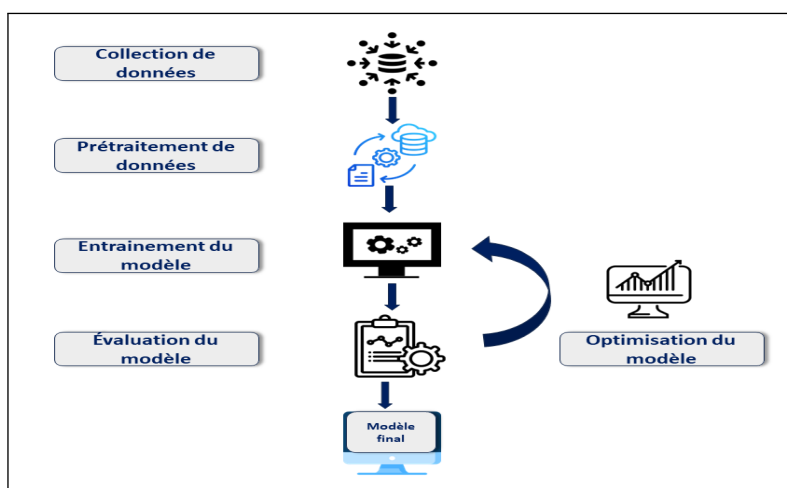 Collection de
données
Prétraitement de
données
Entrainement du
modèle
Évaluation du
modèle
Optimisation du
modèle
Modèle
final